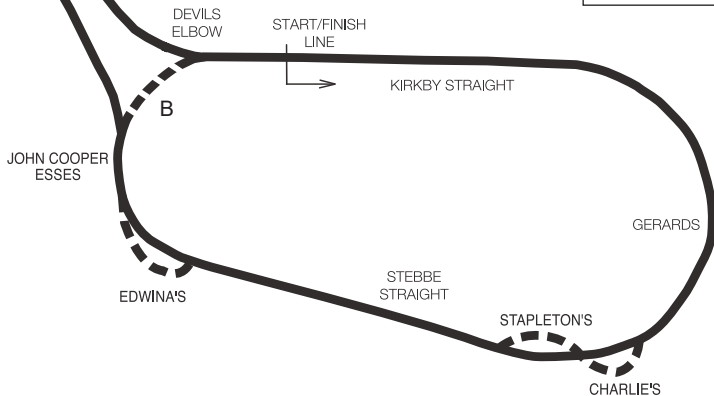 DEVILS
ELBOW
START/FINISH
LINE
KIRKBY STRAIGHT
B
JOHN COOPER
ESSES
GERARDS
STEBBE
STRAIGHT
EDWINA'S
STAPLETON'S
CHARLIE'S